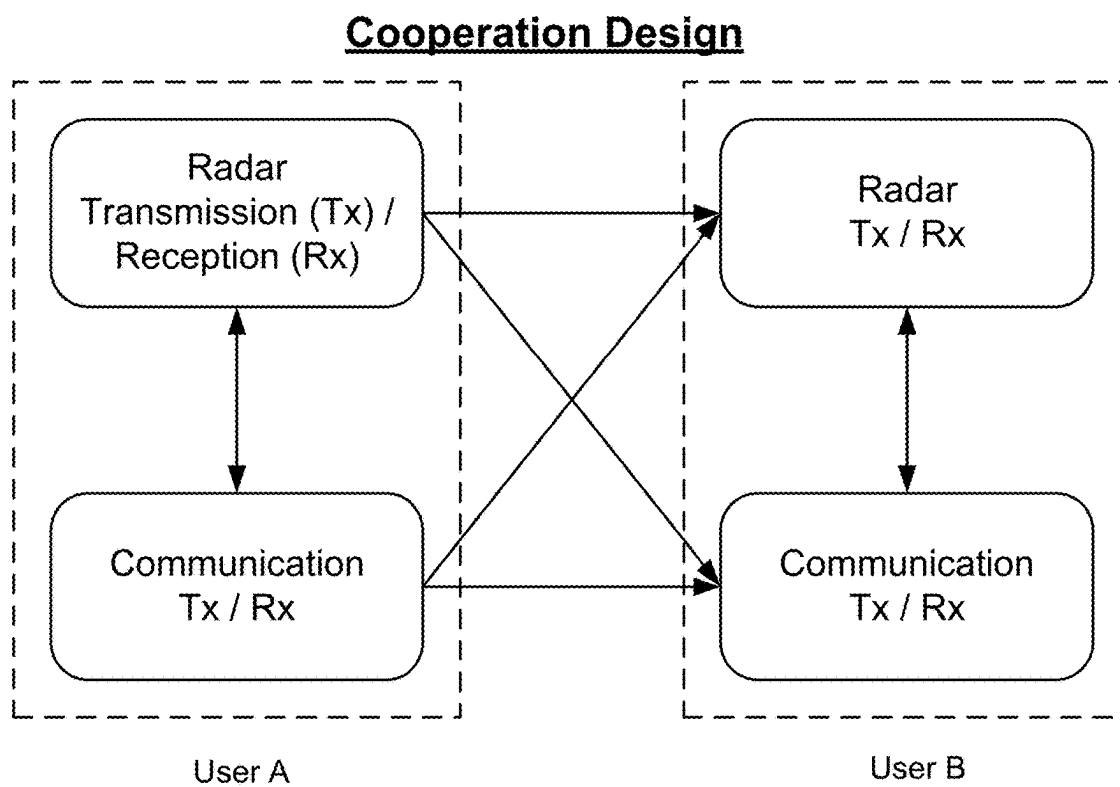 Cooperation Design
Radar
Transmission (Tx) /
Reception (Rx)
Radar
Tx / Rx
Communication
Tx / Rx
Communication
Tx / Rx
User A
User B